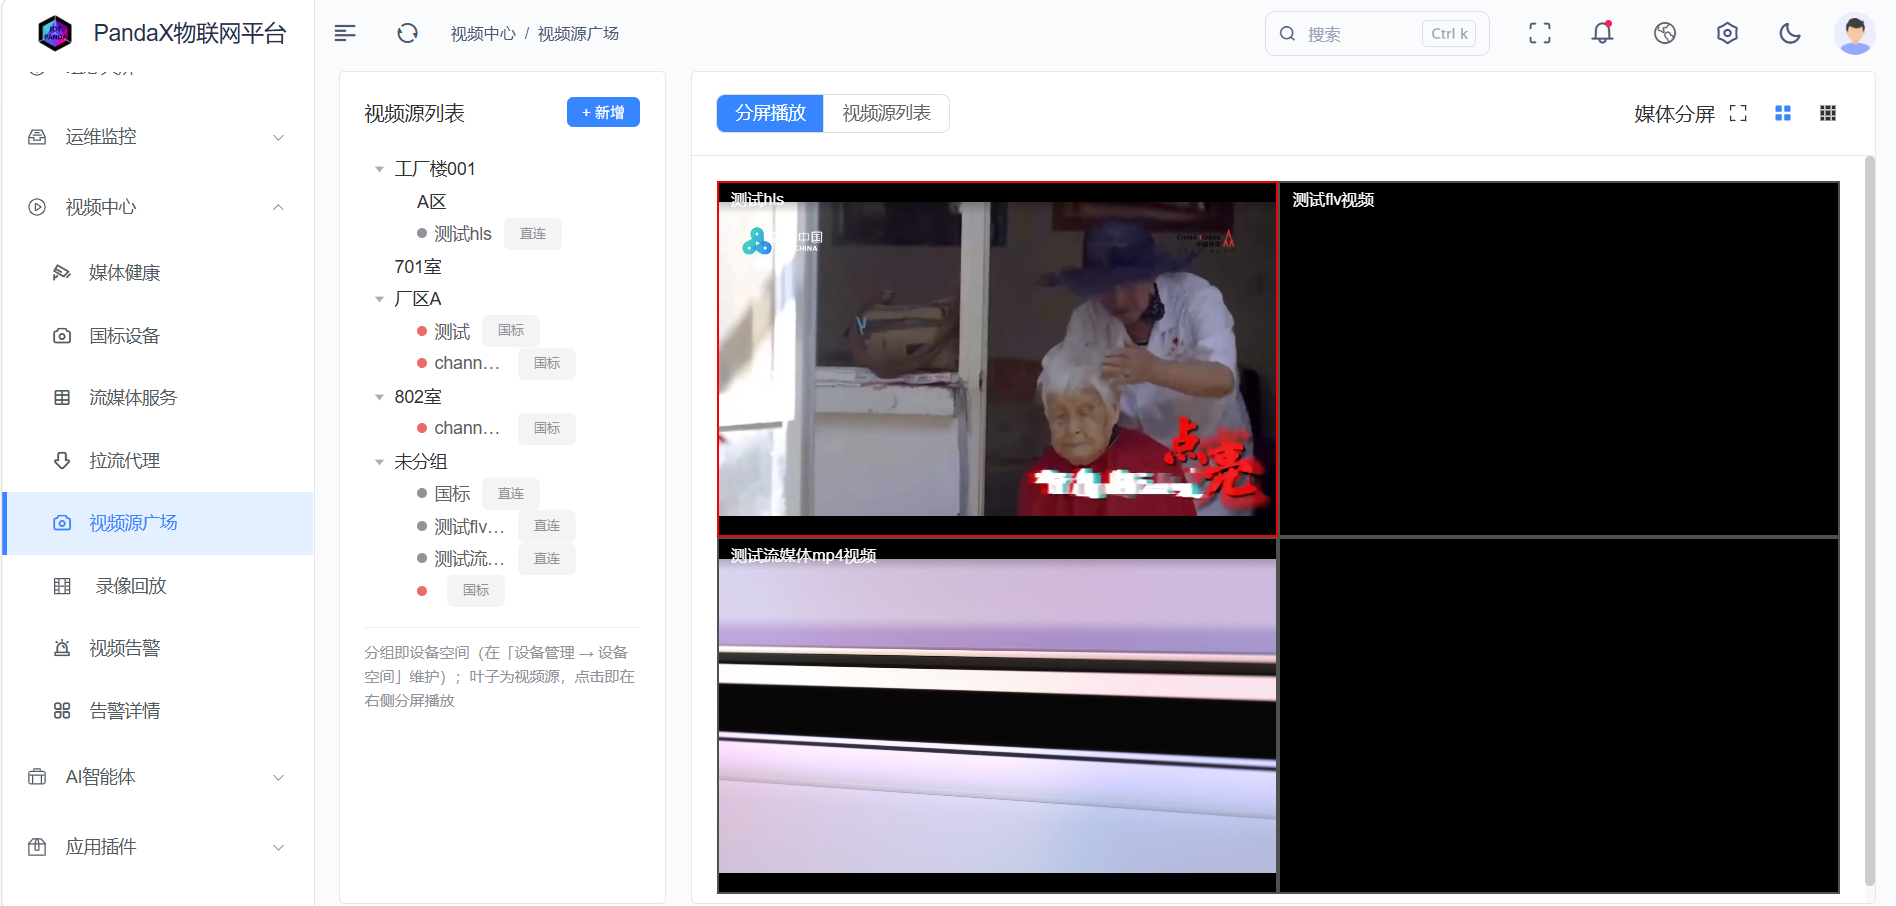 PandaX物联网平台
视频中心 / 视频源广场
搜索
Ctrl k
运维监控
视频中心
媒体健康
国标设备
流媒体服务
拉流代理
视频源广场
录像回放
视频告警
告警详情
AI智能体
应用插件
视频源列表
+ 新增
工厂楼001
A区
测试hls 直连
701室
厂区A
测试 国标
chann... 国标
802室
chann... 国标
未分组
国标 直连
测试flv... 直连
测试流... 直连
国标
分组即设备空间（在「设备管理 → 设备
空间」维护）；叶子为视频源，点击即在
右侧分屏播放
分屏播放
视频源列表
媒体分屏
测试hls
中国
点亮
测试flv视频
测试流媒体mp4视频